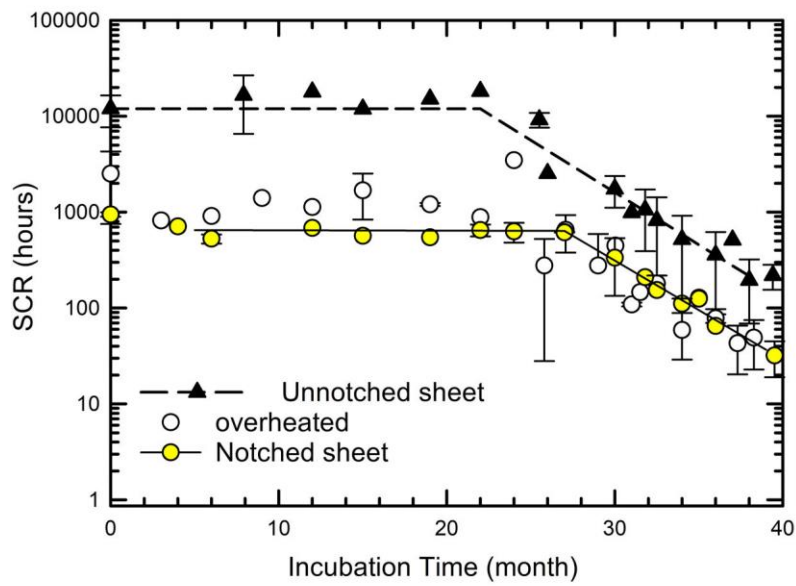 100000
10000
1000
100
10
1
SCR (hours)
Unnotched sheet
overheated
Notched sheet
0 10 20 30 40
Incubation Time (month)